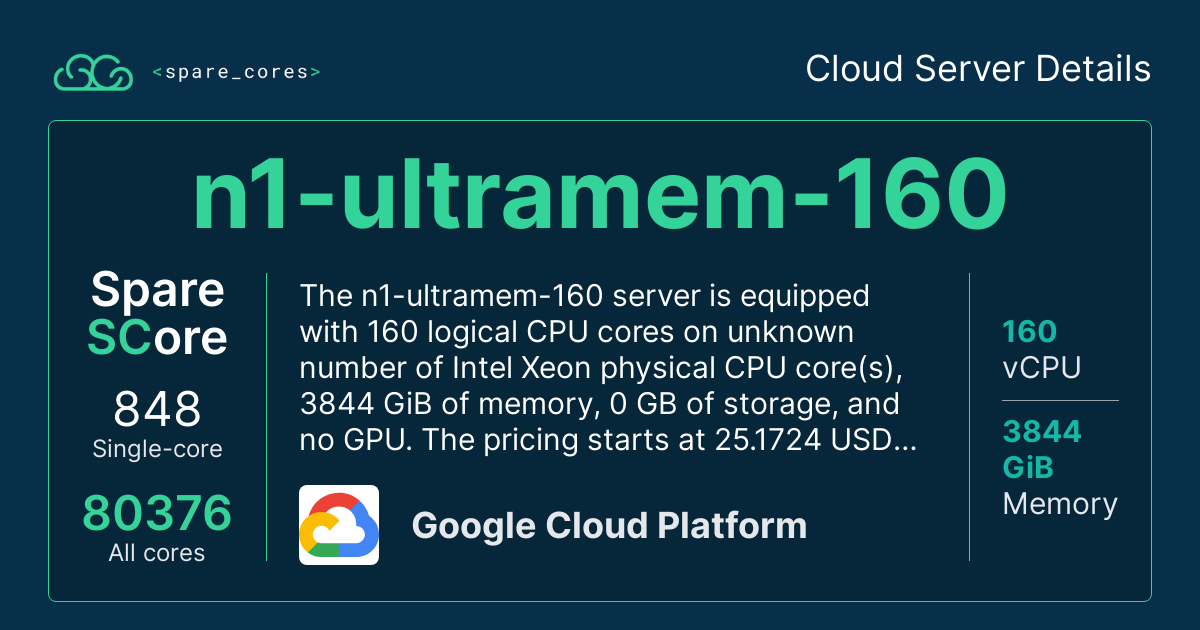 <spare_cores>
Cloud Server Details
n1-ultramem-160
Spare
SCore
848
Single-core
80376
All cores
The n1-ultramem-160 server is equipped
with 160 logical CPU cores on unknown
number of Intel Xeon physical CPU core(s),
3844 GiB of memory, 0 GB of storage, and
no GPU. The pricing starts at 25.1724 USD...
Google Cloud Platform
160
vCPU
3844
GiB
Memory